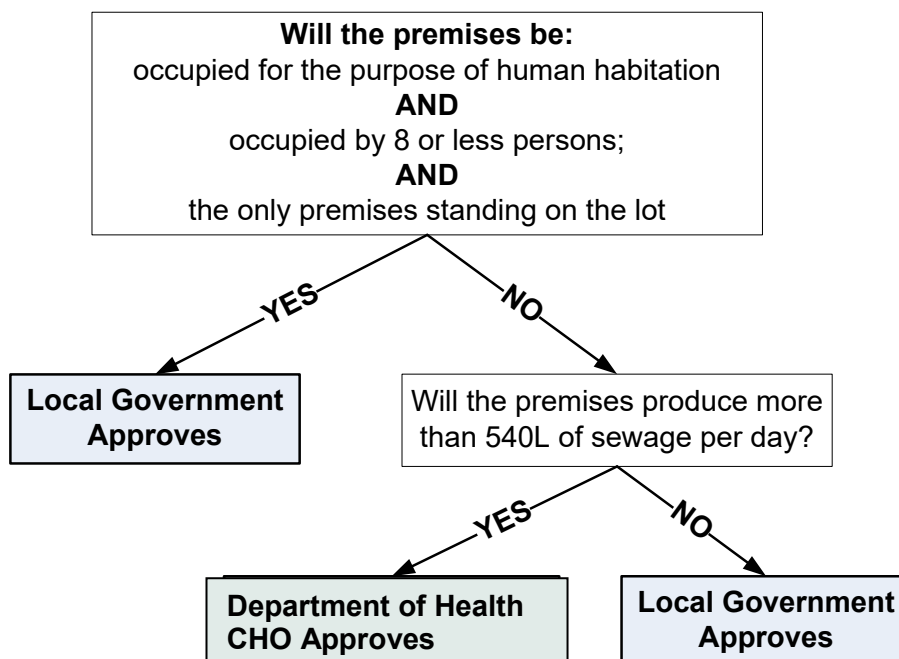 Will the premises be:
occupied for the purpose of human habitation
AND
occupied by 8 or less persons;
AND
the only premises standing on the lot
YES
NO
Local Government
Approves
Will the premises produce more
than 540L of sewage per day?
YES
NO
Department of Health
CHO Approves
Local Government
Approves